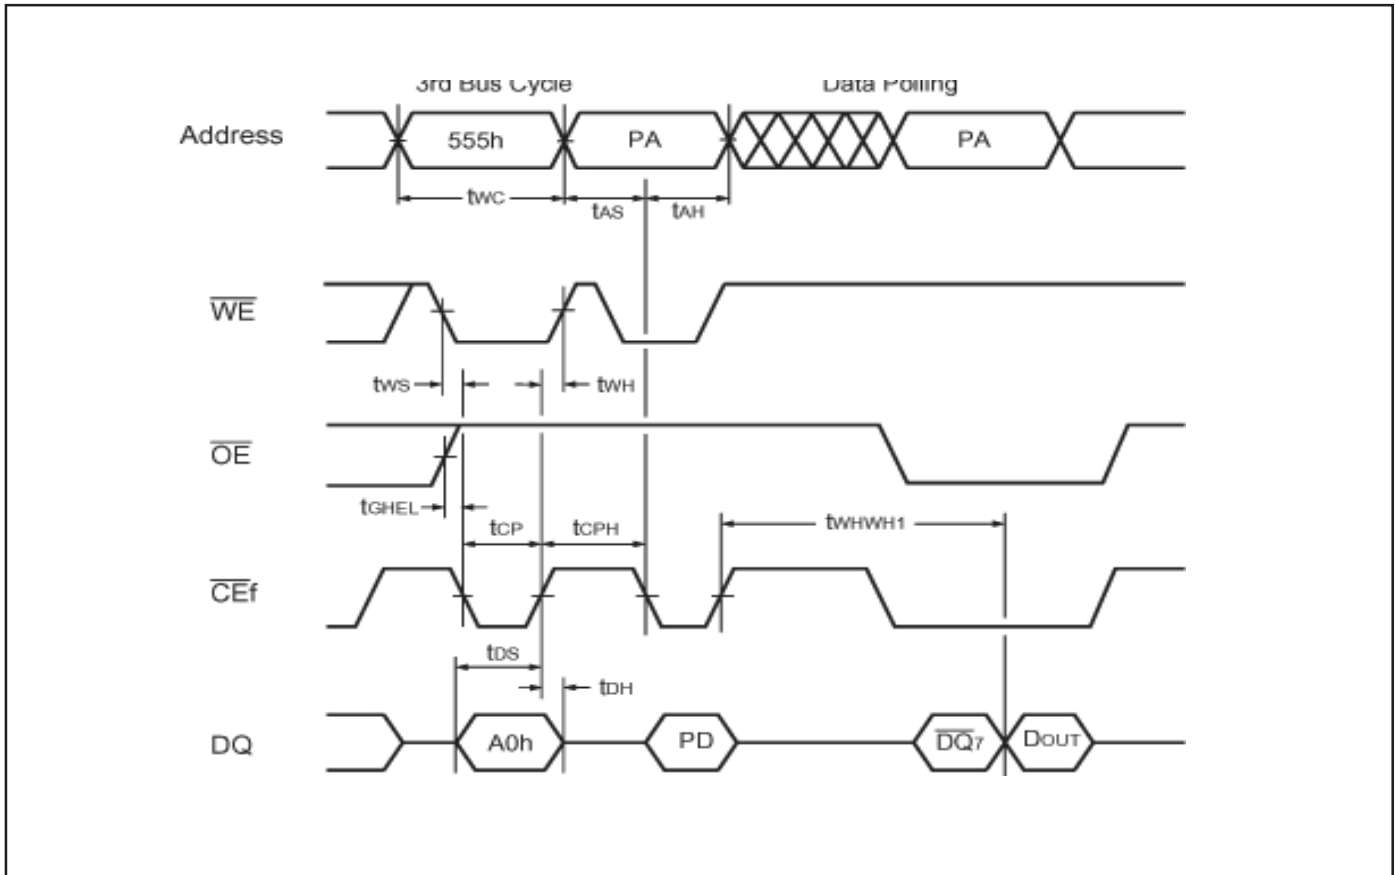 3rd Bus Cycle Data Polling
Address 555h PA PA
tWC tAS tAH
WE
tWS tWH
OE
tGHEL
tCP tCPH tWHWH1
CEf
tDS
tDH
DQ A0h PD DQ7 DOUT